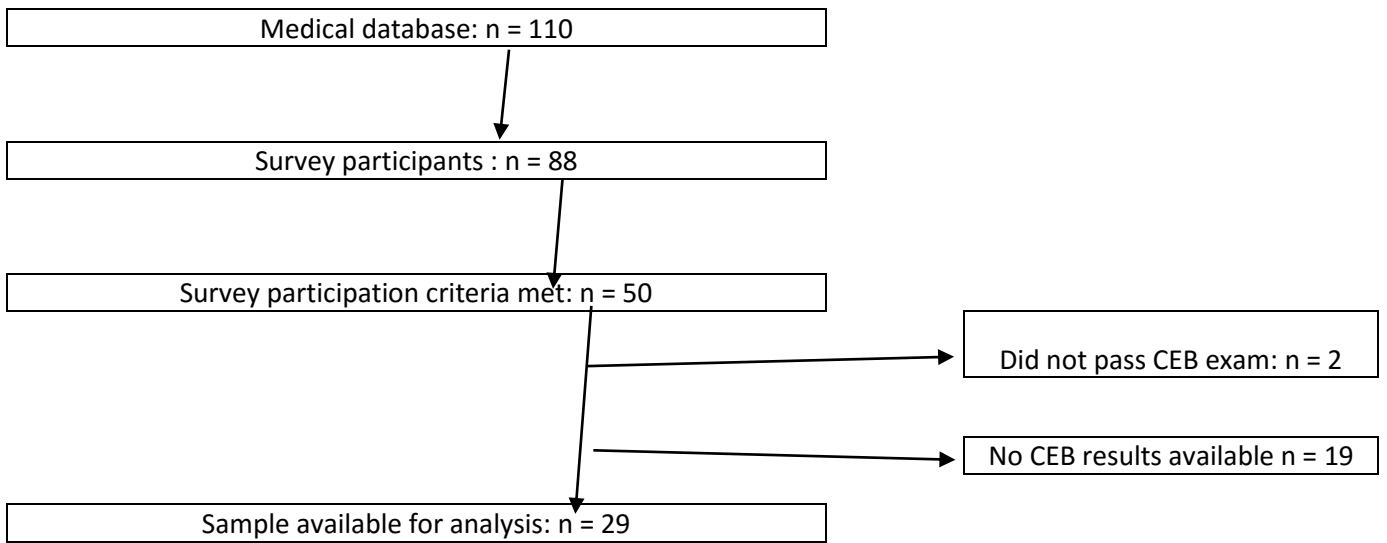 Medical database: n = 110
Survey participants : n = 88
Survey participation criteria met: n = 50
Did not pass CEB exam: n = 2
No CEB results available n = 19
Sample available for analysis: n = 29